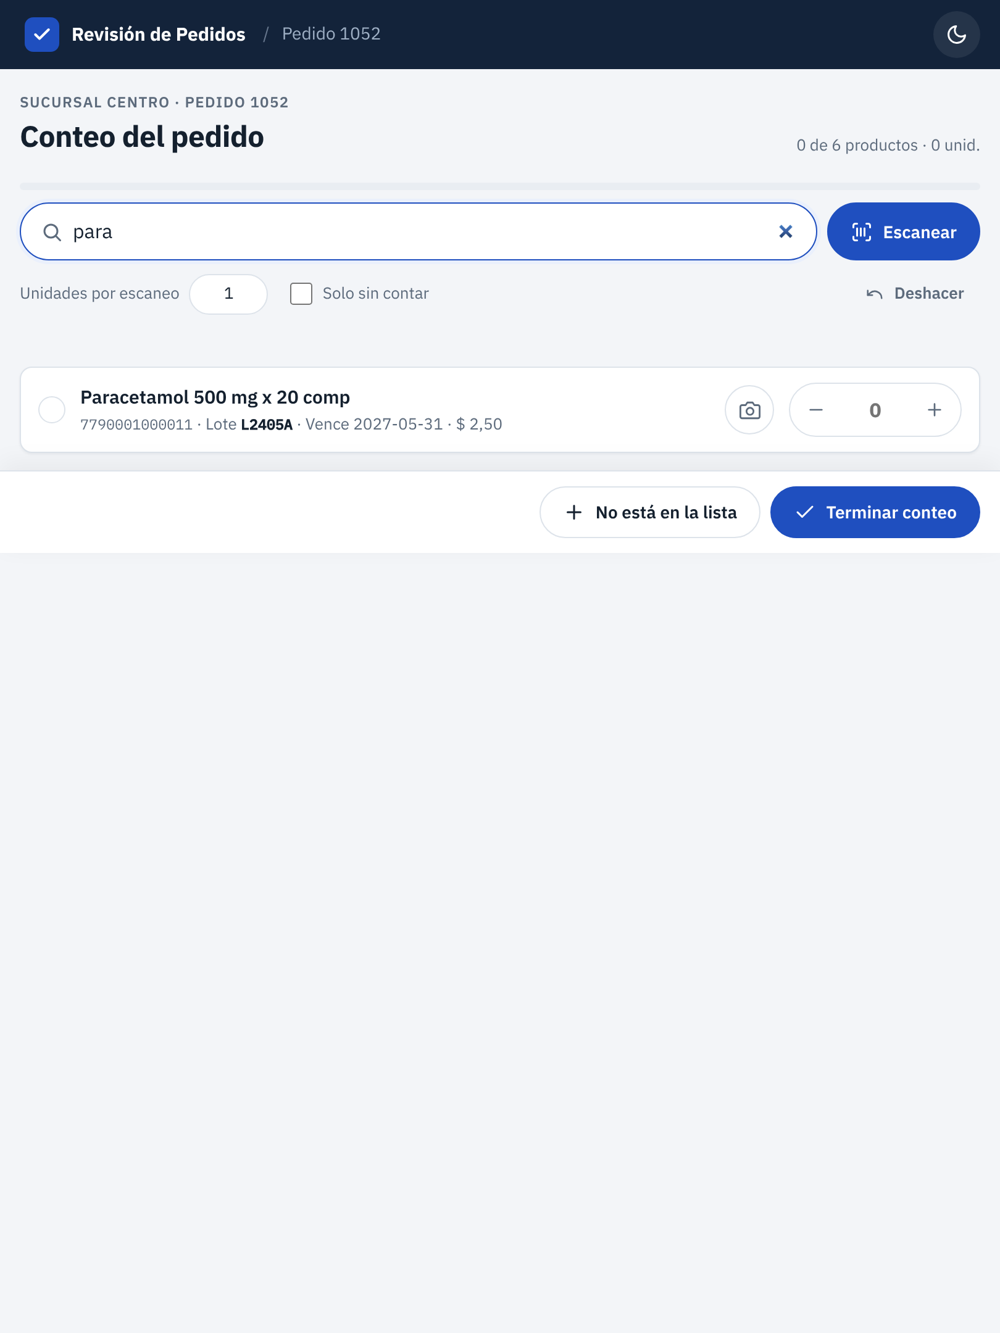 Revisión de Pedidos / Pedido 1052
SUCURSAL CENTRO · PEDIDO 1052
Conteo del pedido
0 de 6 productos · 0 unid.
para
Escanear
Unidades por escaneo 1 Solo sin contar Deshacer
Paracetamol 500 mg x 20 comp
7790001000011 · Lote L2405A · Vence 2027-05-31 · $ 2,50
0
No está en la lista Terminar conteo